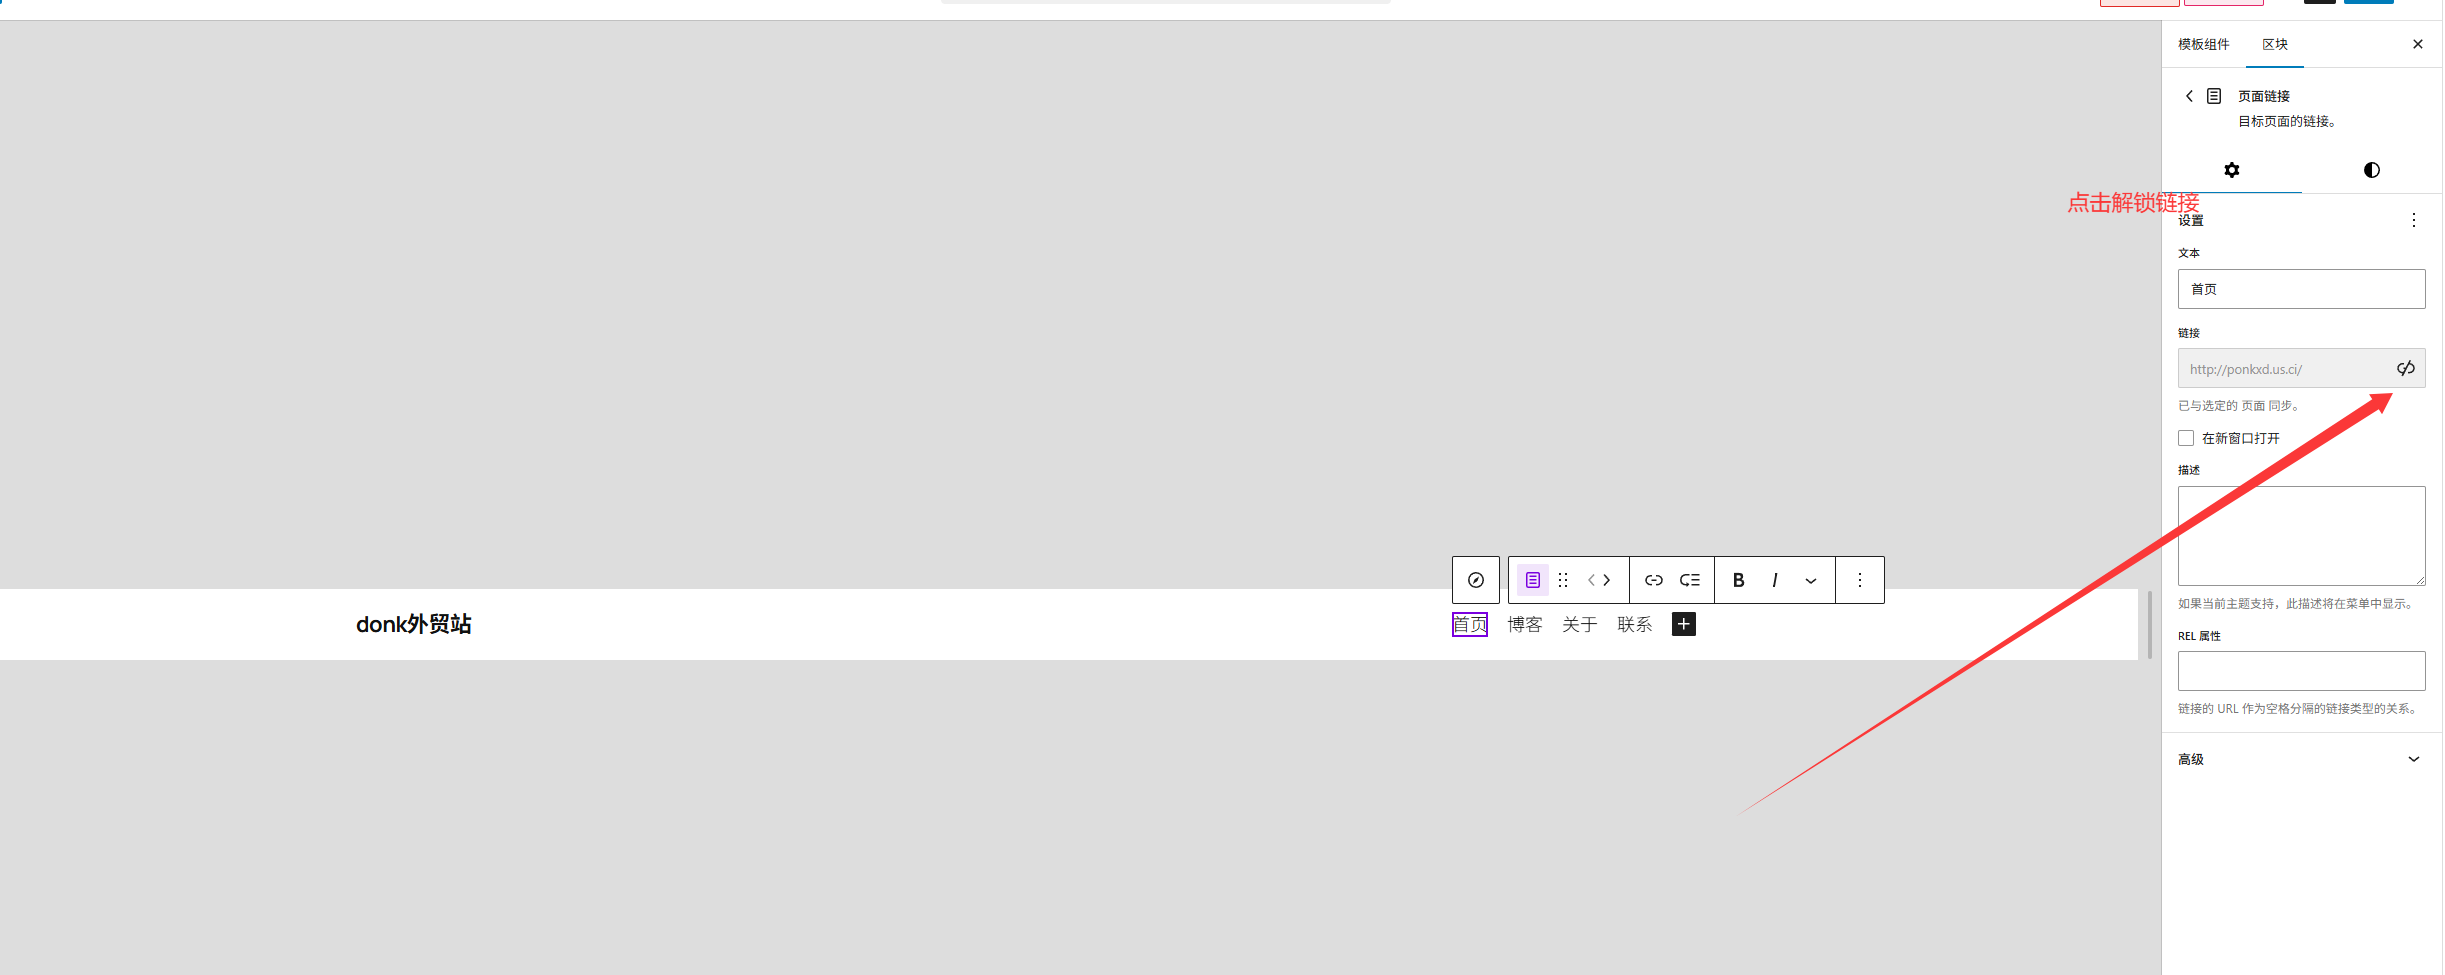 模板组件 区块
页面链接
目标页面的链接。
点击解锁链接
设置
文本
首页
链接
http://ponkxd.us.ci/
已与选定的 页面 同步。
在新窗口打开
描述
如果当前主题支持，此描述将在菜单中显示。
B I
donk外贸站 首页 博客 关于 联系
REL 属性
链接的 URL 作为空格分隔的链接类型的关系。
高级